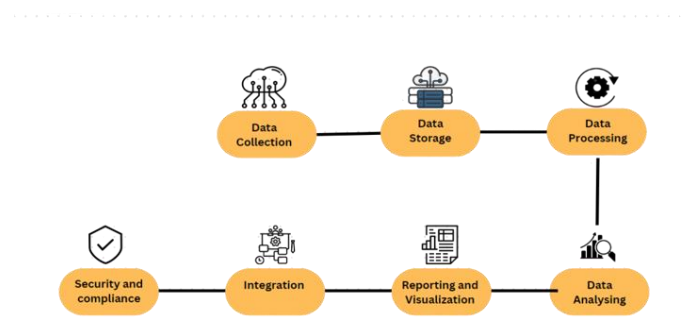 Data
Collection
Data
Storage
Data
Processing
Security and
compliance
Integration
Reporting and
Visualization
Data
Analysing